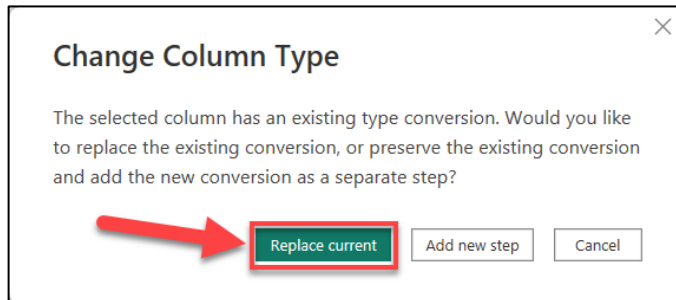 Change Column Type
The selected column has an existing type conversion. Would you like
to replace the existing conversion, or preserve the existing conversion
and add the new conversion as a separate step?
Replace current
Add new step
Cancel